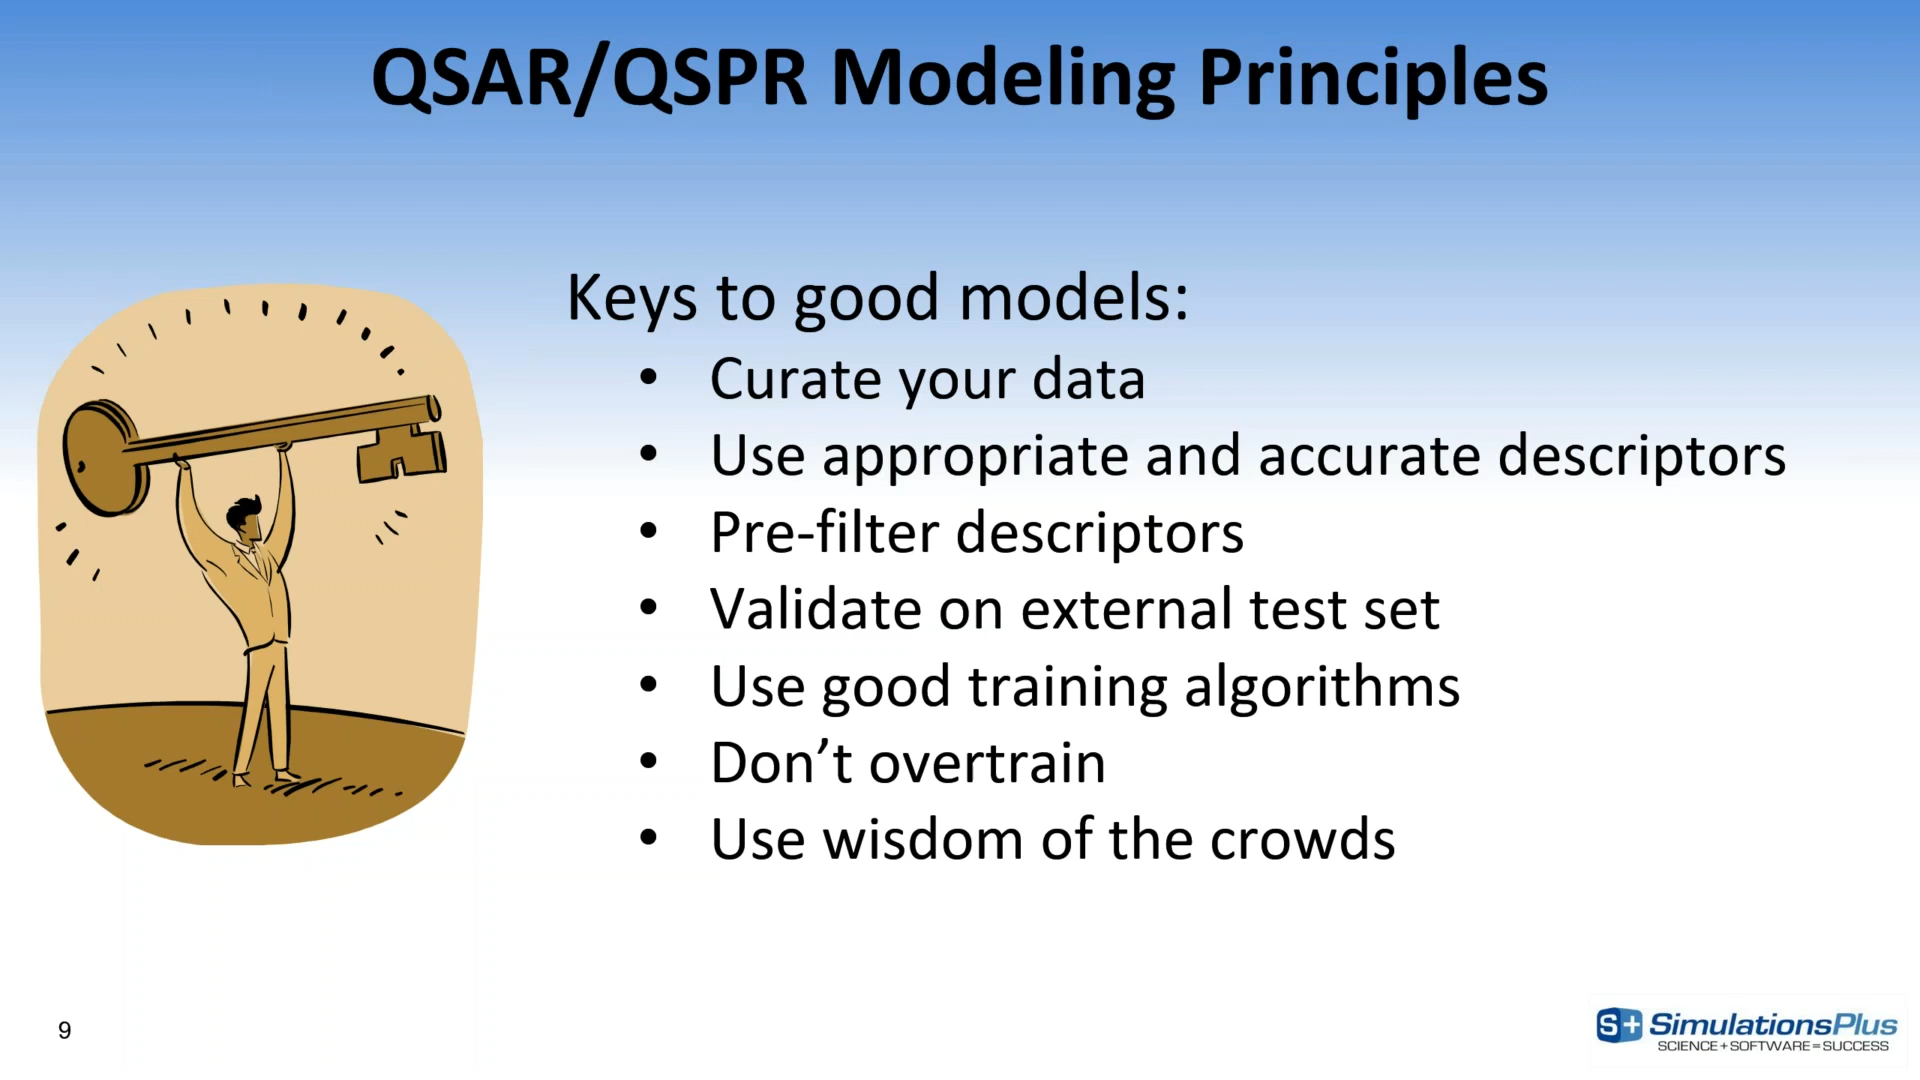 QSAR/QSPR Modeling Principles
Keys to good models:
• Curate your data
• Use appropriate and accurate descriptors
• Pre-filter descriptors
• Validate on external test set
• Use good training algorithms
• Don’t overtrain
• Use wisdom of the crowds
9
S+ SimulationsPlus
SCIENCE+SOFTWARE=SUCCESS